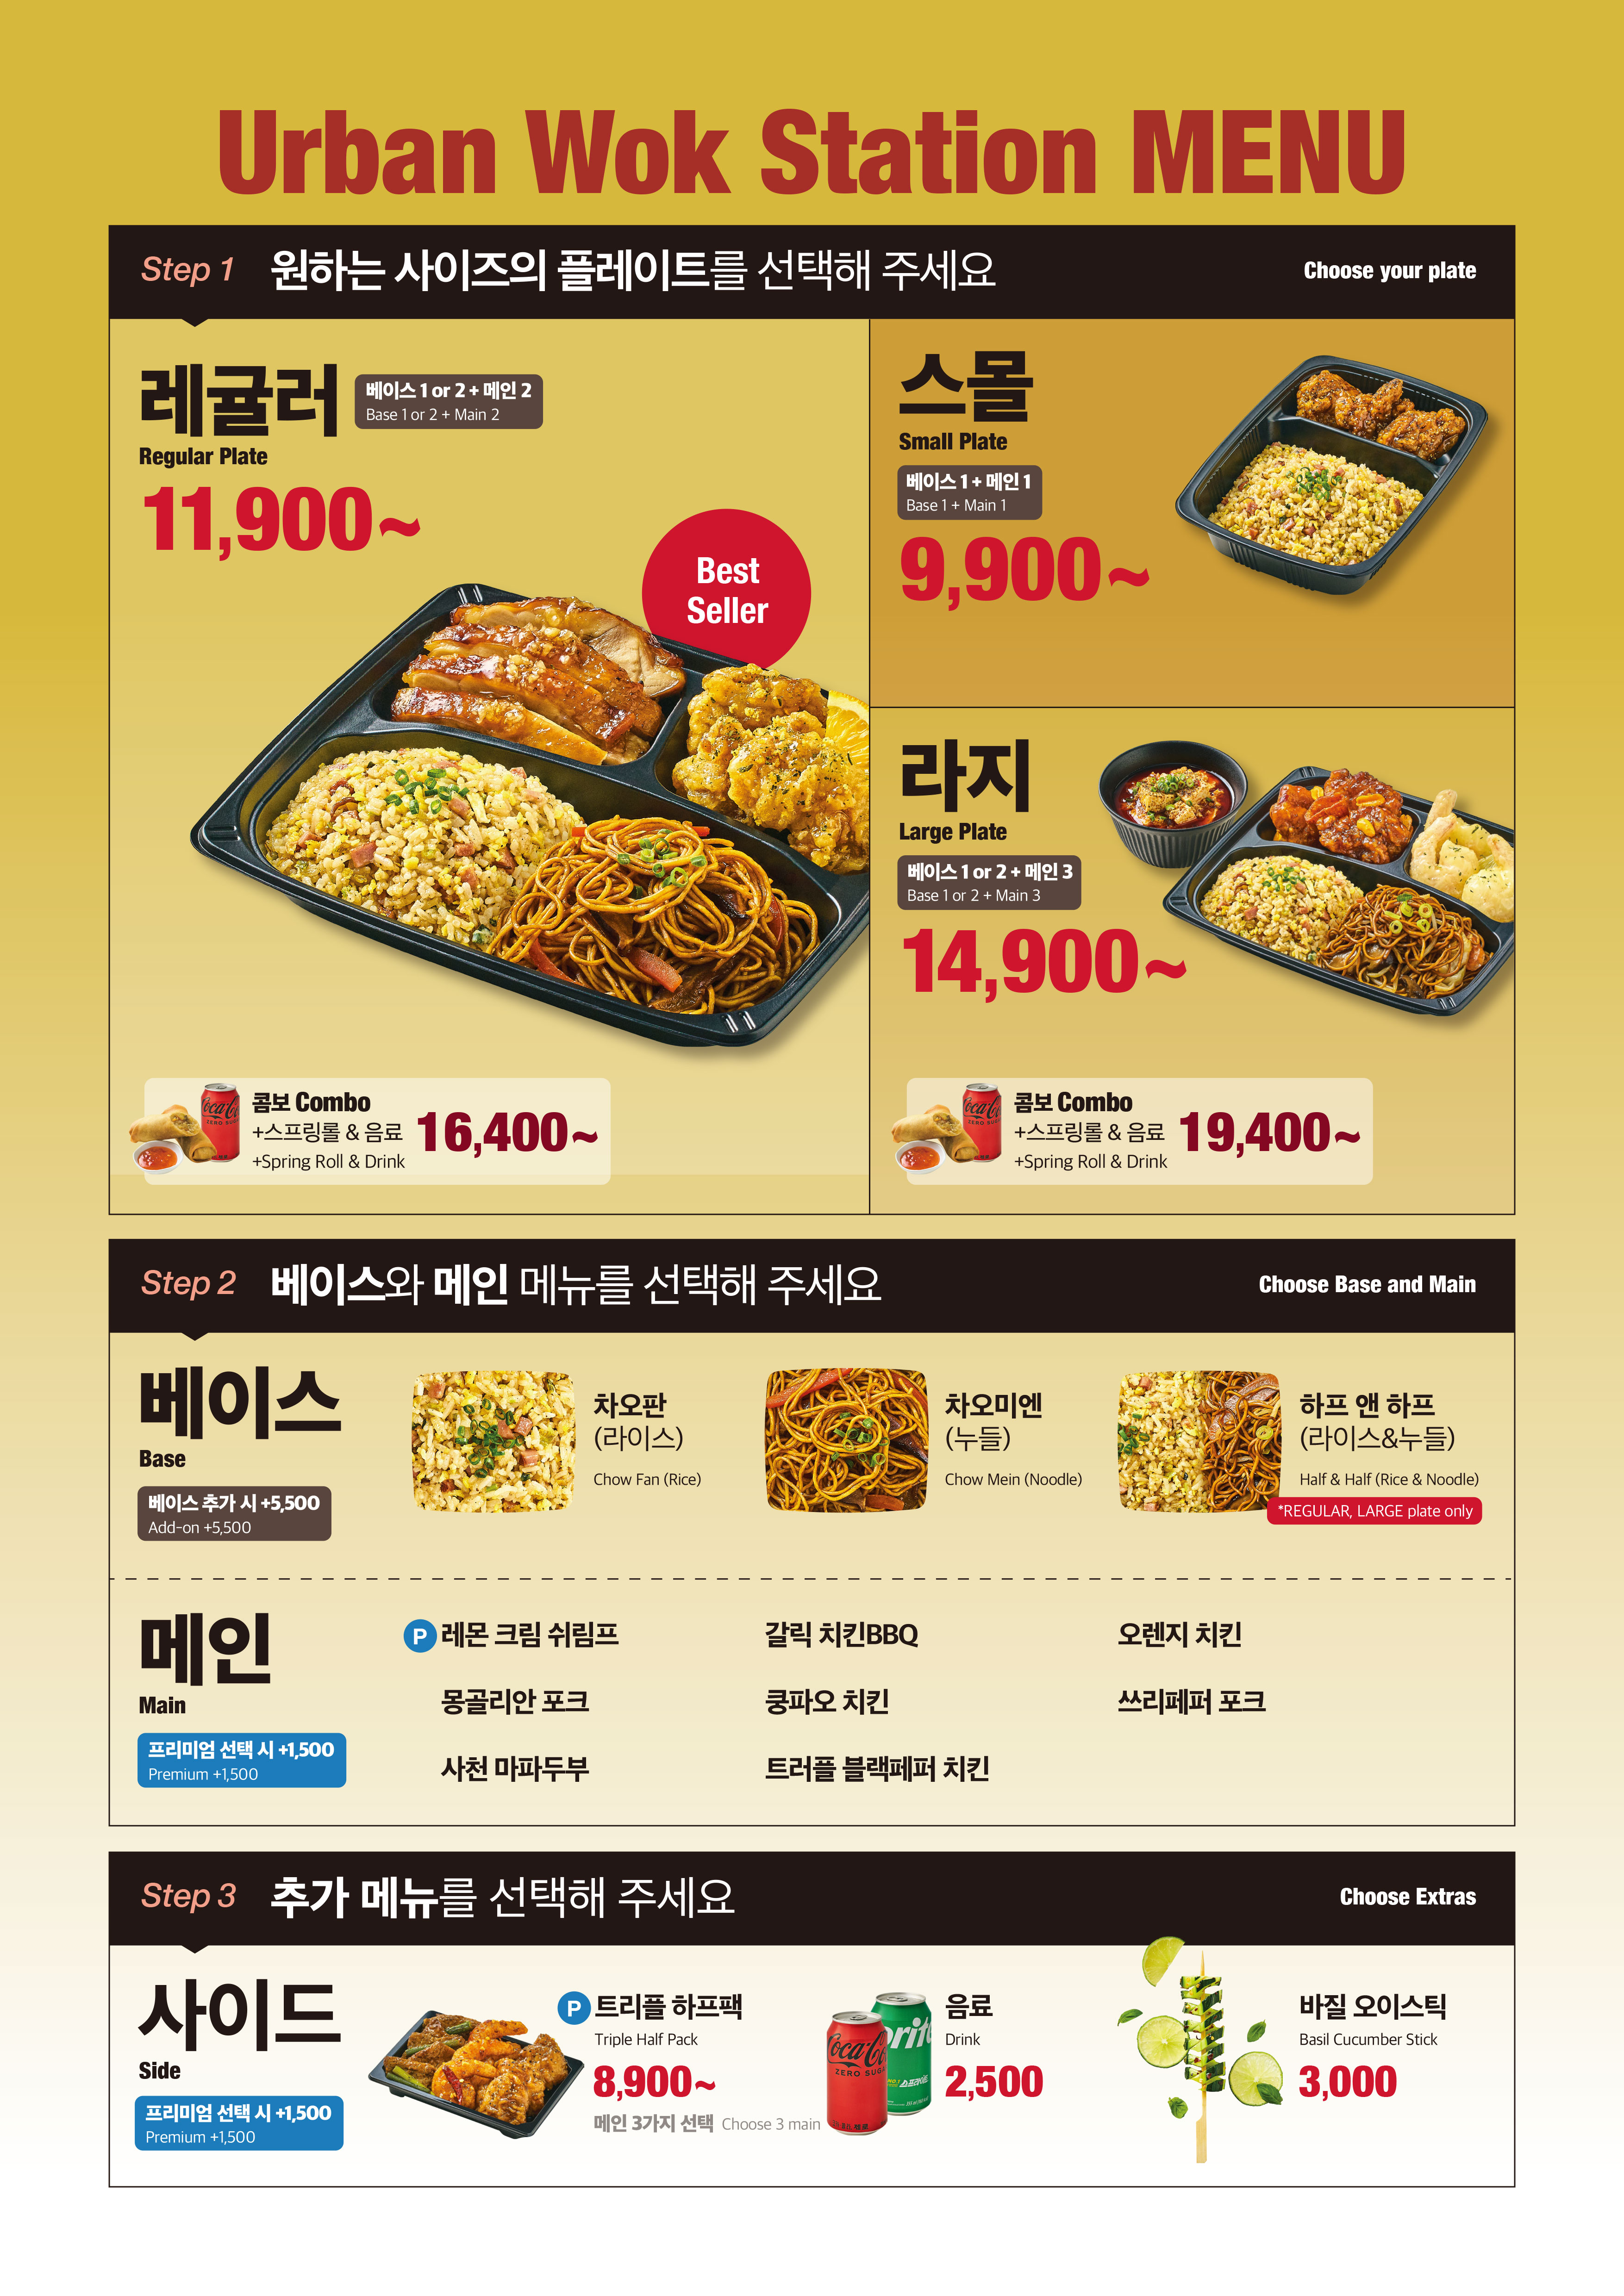 Urban Wok Station MENU
Step 1 원하는 사이즈의 플레이트를 선택해 주세요 Choose your plate
레귤러
베이스 1 or 2 + 메인 2
Base 1 or 2 + Main 2
Regular Plate
11,900~
Best
Seller
콤보 Combo
+스프링롤 & 음료
+Spring Roll & Drink
16,400~
스몰
Small Plate
베이스 1 + 메인 1
Base 1 + Main 1
9,900~
라지
Large Plate
베이스 1 or 2 + 메인 3
Base 1 or 2 + Main 3
14,900~
콤보 Combo
+스프링롤 & 음료
+Spring Roll & Drink
19,400~
Step 2 베이스와 메인 메뉴를 선택해 주세요 Choose Base and Main
베이스
Base
베이스 추가 시 +5,500
Add-on +5,500
차오판
(라이스)
Chow Fan (Rice)
차오미엔
(누들)
Chow Mein (Noodle)
하프 앤 하프
(라이스&누들)
Half & Half (Rice & Noodle)
*REGULAR, LARGE plate only
메인
Main
프리미엄 선택 시 +1,500
Premium +1,500
P 레몬 크림 쉬림프 갈릭 치킨BBQ 오렌지 치킨
몽골리안 포크 쿵파오 치킨 쓰리페퍼 포크
사천 마파두부 트러플 블랙페퍼 치킨
Step 3 추가 메뉴를 선택해 주세요 Choose Extras
사이드
Side
프리미엄 선택 시 +1,500
Premium +1,500
P 트리플 하프팩
Triple Half Pack
8,900~
메인 3가지 선택 Choose 3 main
Coca-Co
ZERO SUGA
rite
스프라이트
음료
Drink
2,500
바질 오이스틱
Basil Cucumber Stick
3,000